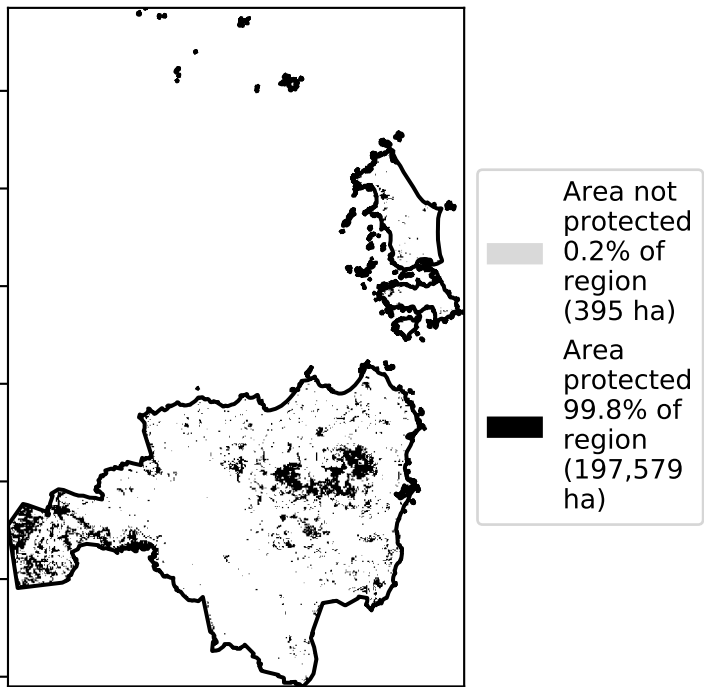 Area not
protected
0.2% of
region
(395 ha)
Area
protected
99.8% of
region
(197,579
ha)